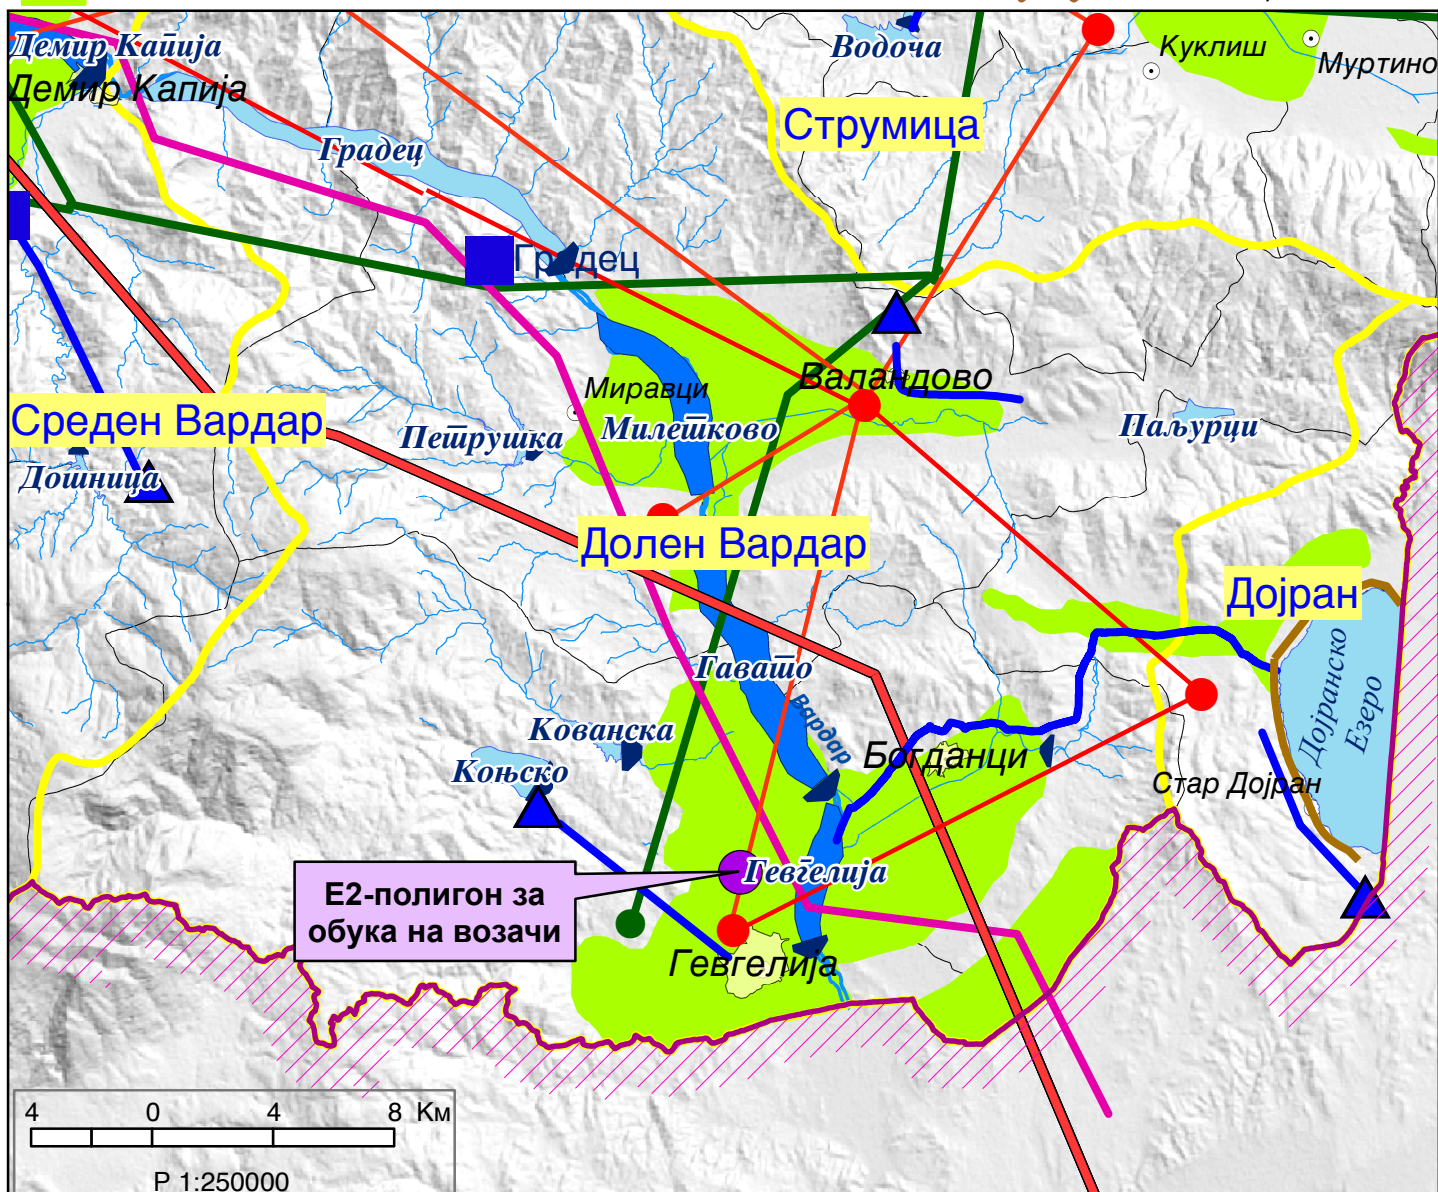 Демир Капија
Демир Капија
Водоча
Куклиш
Муртино
Струмица
Градец
Градец
Валандово
Миравци
Милетково
Петрушка
Паљурци
Среден Вардар
Дошница
Долен Вардар
Дојран
Дојранско
Езеро
Гавато
вардар
Кованска
Коњско
Богданци
Стар Дојран
Е2-полигон за
обука на возачи
Гевгелија
Гевгелија
4 0 4 8 Км
Р 1:250000